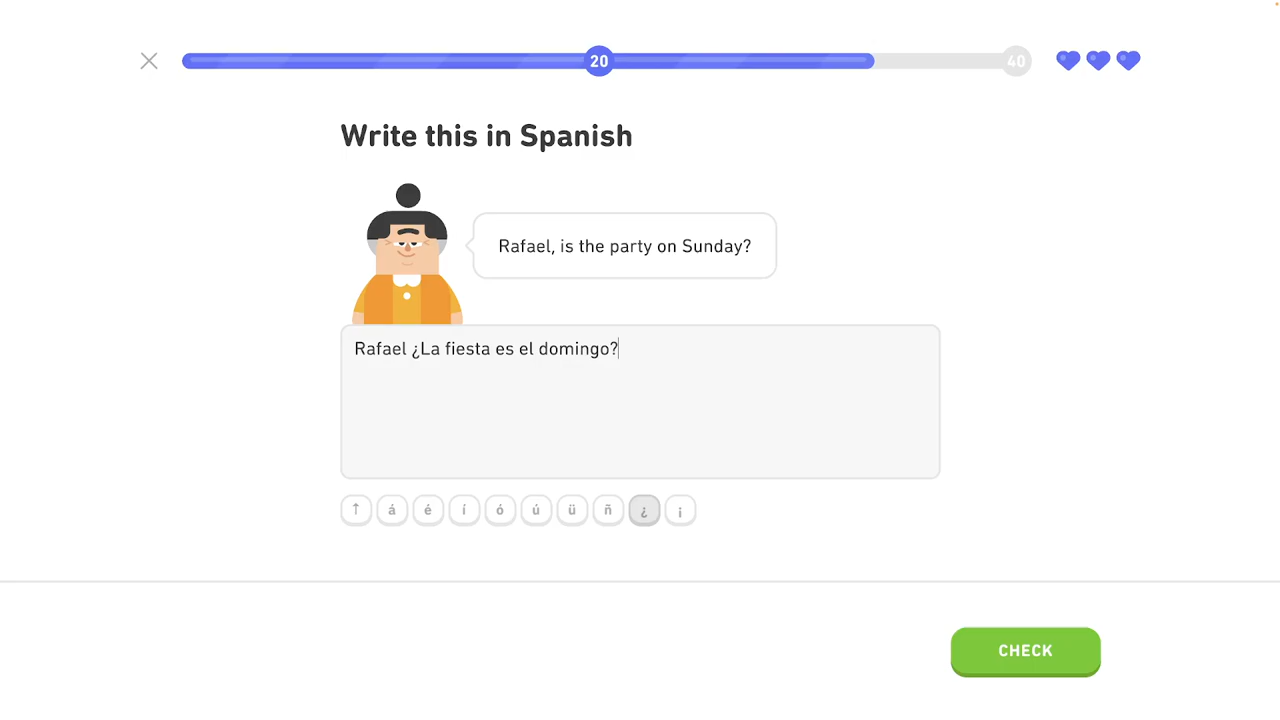 20
40
Write this in Spanish
Rafael, is the party on Sunday?
Rafael ¿La fiesta es el domingo?
↑ á é í ó ú ü ñ ¿ ¡
CHECK